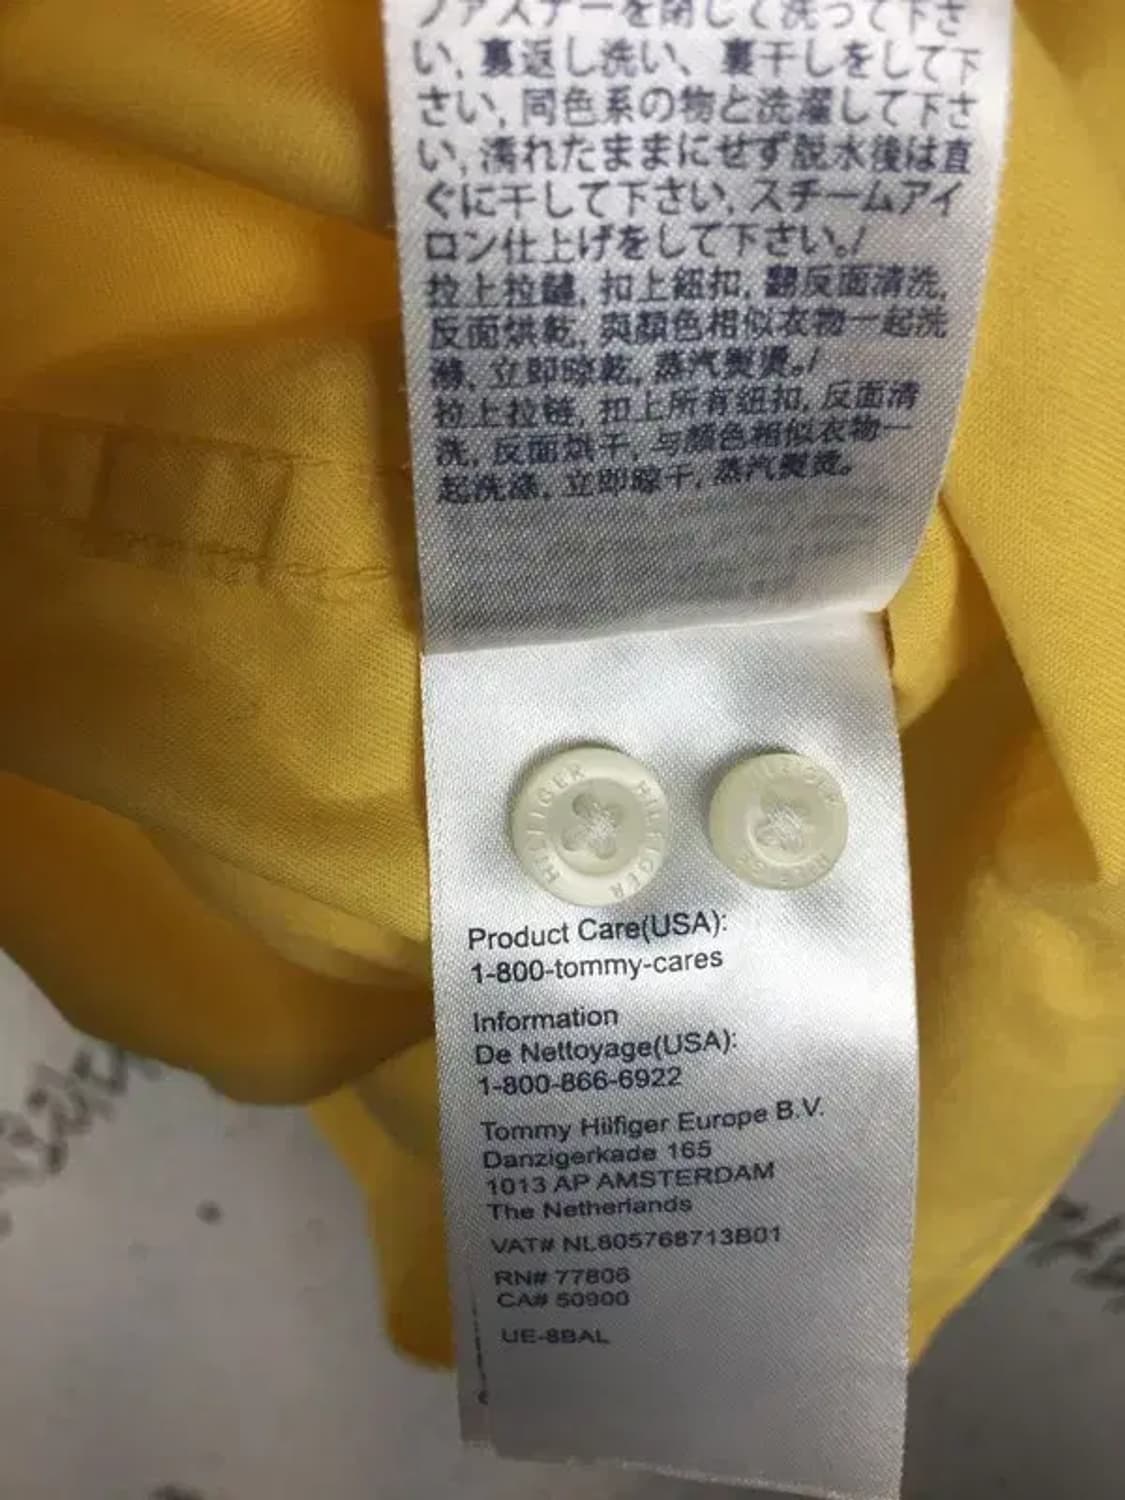 ファスナーを閉じて洗って下さ
い, 裏返し洗い、裏干しをして下
さい, 同色系の物と洗濯して下さ
い, 濡れたままにせず脱水後は直
ぐに干して下さい, スチームアイ
ロン仕上げをして下さい。/
拉上拉鏈, 扣上鈕扣, 翻反面清洗,
反面烘乾, 與顏色相似衣物一起洗
滌, 立即晾乾, 蒸汽熨燙。/
拉上拉链, 扣上所有纽扣, 反面清
洗, 反面烘干, 与顏色相似衣物一
起洗涤, 立即晾干, 蒸汽熨烫。
HILFIGER HILFIGER
HILFIGER HILFIGER
Product Care(USA):
1-800-tommy-cares
Information
De Nettoyage(USA):
1-800-866-6922
Tommy Hilfiger Europe B.V.
Danzigerkade 165
1013 AP AMSTERDAM
The Netherlands
VAT# NL805768713B01
RN# 77806
CA# 50900
UE-8BAL